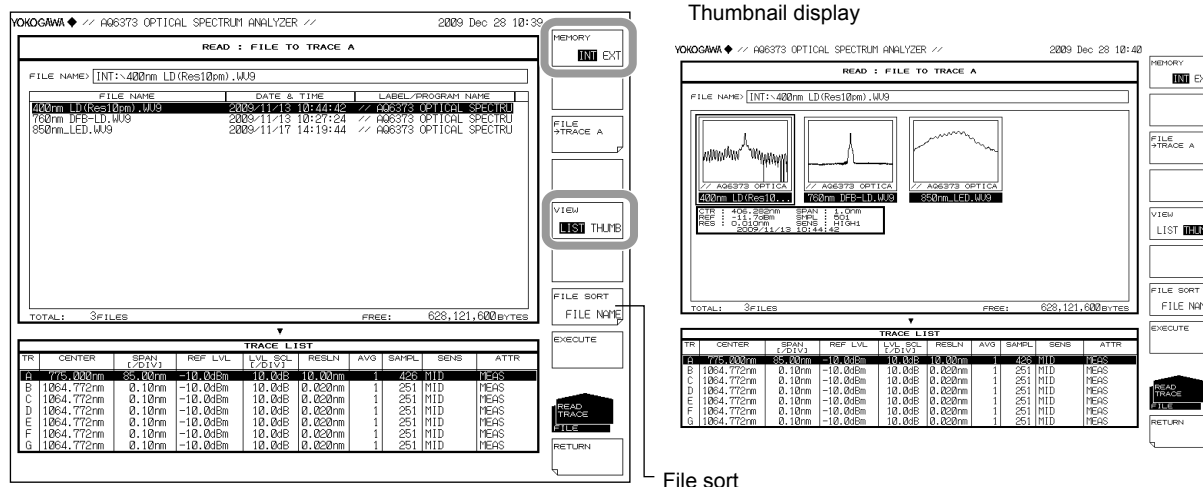 YOKOGAWA ◆ // AQ6373 OPTICAL SPECTRUM ANALYZER // 2009 Dec 28 10:39
READ : FILE TO TRACE A
FILE NAME> INT:\400nm LD(Res10pm).WV9
FILE NAME DATE & TIME LABEL/PROGRAM NAME
400nm LD(Res10pm).WV9 2009/11/13 10:44:42 // AQ6373 OPTICAL SPECTRU
760nm DFB-LD.WV9 2009/11/13 10:27:24 // AQ6373 OPTICAL SPECTRU
850nm_LED.WV9 2009/11/17 14:19:44 // AQ6373 OPTICAL SPECTRU
TOTAL: 3FILES FREE: 628,121,600BYTES
▼
TRACE LIST
TR CENTER SPAN [/DIV] REF LVL LVL SCL [/DIV] RESLN AVG SAMPL SENS ATTR
A 775.000nm 85.00nm -10.0dBm 10.0dB 10.00nm 1 426 MID MEAS
B 1064.772nm 0.10nm -10.0dBm 10.0dB 0.020nm 1 251 MID MEAS
C 1064.772nm 0.10nm -10.0dBm 10.0dB 0.020nm 1 251 MID MEAS
D 1064.772nm 0.10nm -10.0dBm 10.0dB 0.020nm 1 251 MID MEAS
E 1064.772nm 0.10nm -10.0dBm 10.0dB 0.020nm 1 251 MID MEAS
F 1064.772nm 0.10nm -10.0dBm 10.0dB 0.020nm 1 251 MID MEAS
G 1064.772nm 0.10nm -10.0dBm 10.0dB 0.020nm 1 251 MID MEAS
MEMORY
INT EXT
FILE
→TRACE A
VIEW
LIST THUMB
FILE SORT
FILE NAME
EXECUTE
READ
TRACE
FILE
RETURN
File sort
Thumbnail display
YOKOGAWA ◆ // AQ6373 OPTICAL SPECTRUM ANALYZER // 2009 Dec 28 10:40
READ : FILE TO TRACE A
FILE NAME> INT:\400nm LD(Res10pm).WV9
// AQ6373 OPTICA // AQ6373 OPTICA // AQ6373 OPTICA
400nm LD(Res10... 760nm DFB-LD.WV9 850nm_LED.WV9
CTR : 406.282nm SPAN : 1.0nm
REF : -11.7dBm SMPL : 501
RES : 0.010nm SENS : HIGH1
2009/11/13 10:44:42
TOTAL: 3FILES FREE: 628,121,600BYTES
▼
TRACE LIST
TR CENTER SPAN [/DIV] REF LVL LVL SCL [/DIV] RESLN AVG SAMPL SENS ATTR
A 775.000nm 85.00nm -10.0dBm 10.0dB 10.00nm 1 426 MID MEAS
B 1064.772nm 0.10nm -10.0dBm 10.0dB 0.020nm 1 251 MID MEAS
C 1064.772nm 0.10nm -10.0dBm 10.0dB 0.020nm 1 251 MID MEAS
D 1064.772nm 0.10nm -10.0dBm 10.0dB 0.020nm 1 251 MID MEAS
E 1064.772nm 0.10nm -10.0dBm 10.0dB 0.020nm 1 251 MID MEAS
F 1064.772nm 0.10nm -10.0dBm 10.0dB 0.020nm 1 251 MID MEAS
G 1064.772nm 0.10nm -10.0dBm 10.0dB 0.020nm 1 251 MID MEAS
MEMORY
INT EX
FILE
→TRACE A
VIEW
LIST THUM
FILE SORT
FILE NAM
EXECUTE
READ
TRACE
FILE
RETURN